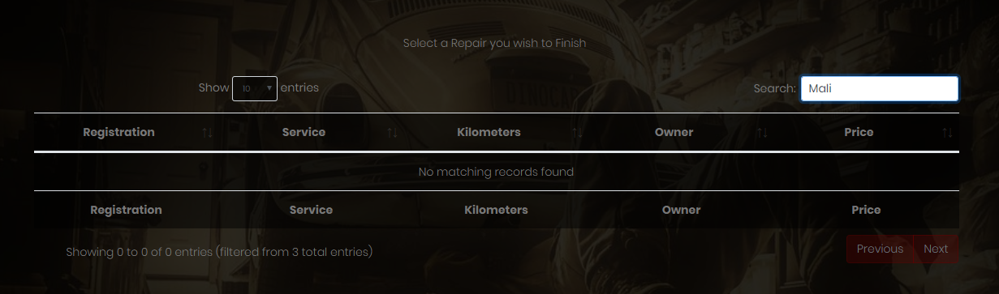 Select a Repair you wish to Finish
Show 10 entries
Search: Mali
Registration Service Kilometers Owner Price
No matching records found
Registration Service Kilometers Owner Price
Showing 0 to 0 of 0 entries (filtered from 3 total entries)
Previous Next